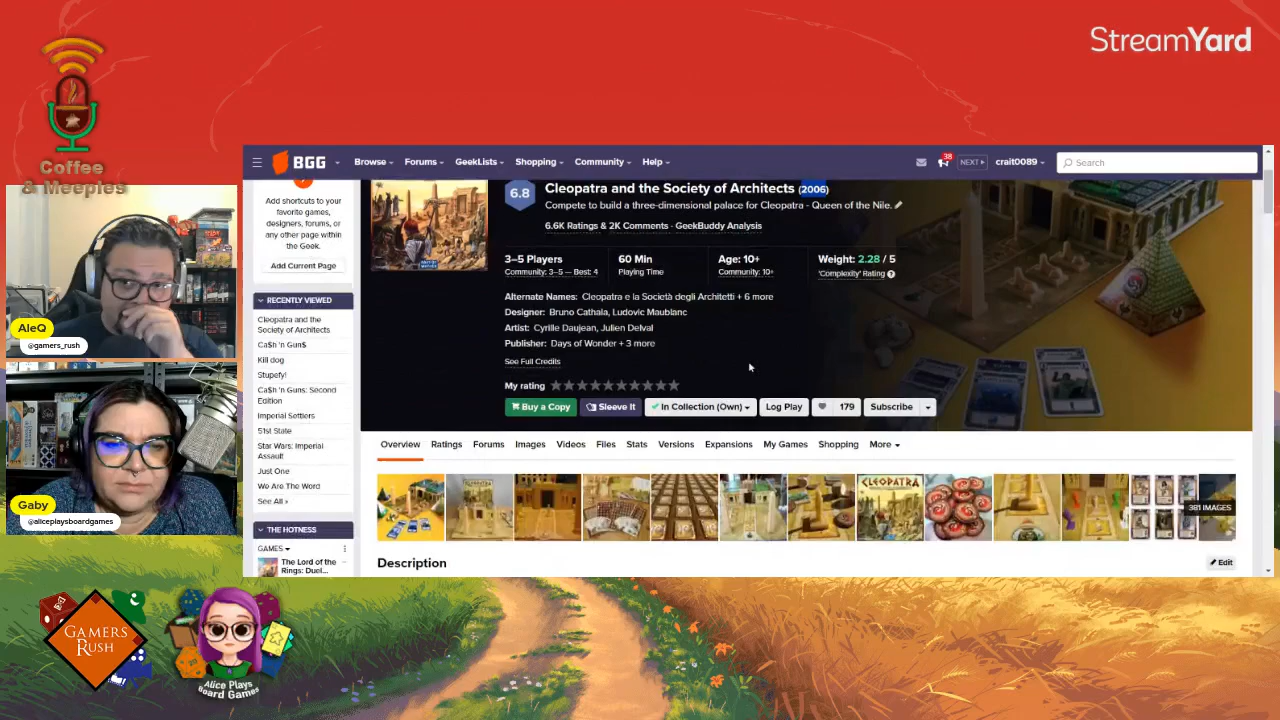 StreamYard
Coffee
& Meeples
BGG
Browse
Forums
GeekLists
Shopping
Community
Help
38
NEXT
crait0089
Search
Add shortcuts to your
favorite games,
designers, forums, or
any other page within
the Geek.
Add Current Page
RECENTLY VIEWED
Cleopatra and the
Society of Architects
Ca$h 'n Gun$
Kill dog
Stupefy!
Ca$h 'n Guns: Second
Edition
Imperial Settlers
51st State
Star Wars: Imperial
Assault
Just One
We Are The Word
See All »
THE HOTNESS
GAMES
The Lord of the
Rings: Duel...
6.8
Cleopatra and the Society of Architects (2006)
Compete to build a three-dimensional palace for Cleopatra - Queen of the Nile.
6.6K Ratings & 2K Comments · GeekBuddy Analysis
3–5 Players
Community: 3–5 — Best: 4
60 Min
Playing Time
Age: 10+
Community: 10+
Weight: 2.28 / 5
'Complexity' Rating
Alternate Names: Cleopatra e la Società degli Architetti + 6 more
Designer: Bruno Cathala, Ludovic Maublanc
Artist: Cyrille Daujean, Julien Delval
Publisher: Days of Wonder + 3 more
See Full Credits
My rating
Buy a Copy
Sleeve It
In Collection (Own)
Log Play
179
Subscribe
Overview
Ratings
Forums
Images
Videos
Files
Stats
Versions
Expansions
My Games
Shopping
More
CLEOPATRA
381 IMAGES
Description
Edit
AleQ
@gamers_rush
Gaby
@aliceplaysboardgames
GAMERS
RUSH
Alice Plays
Board Games